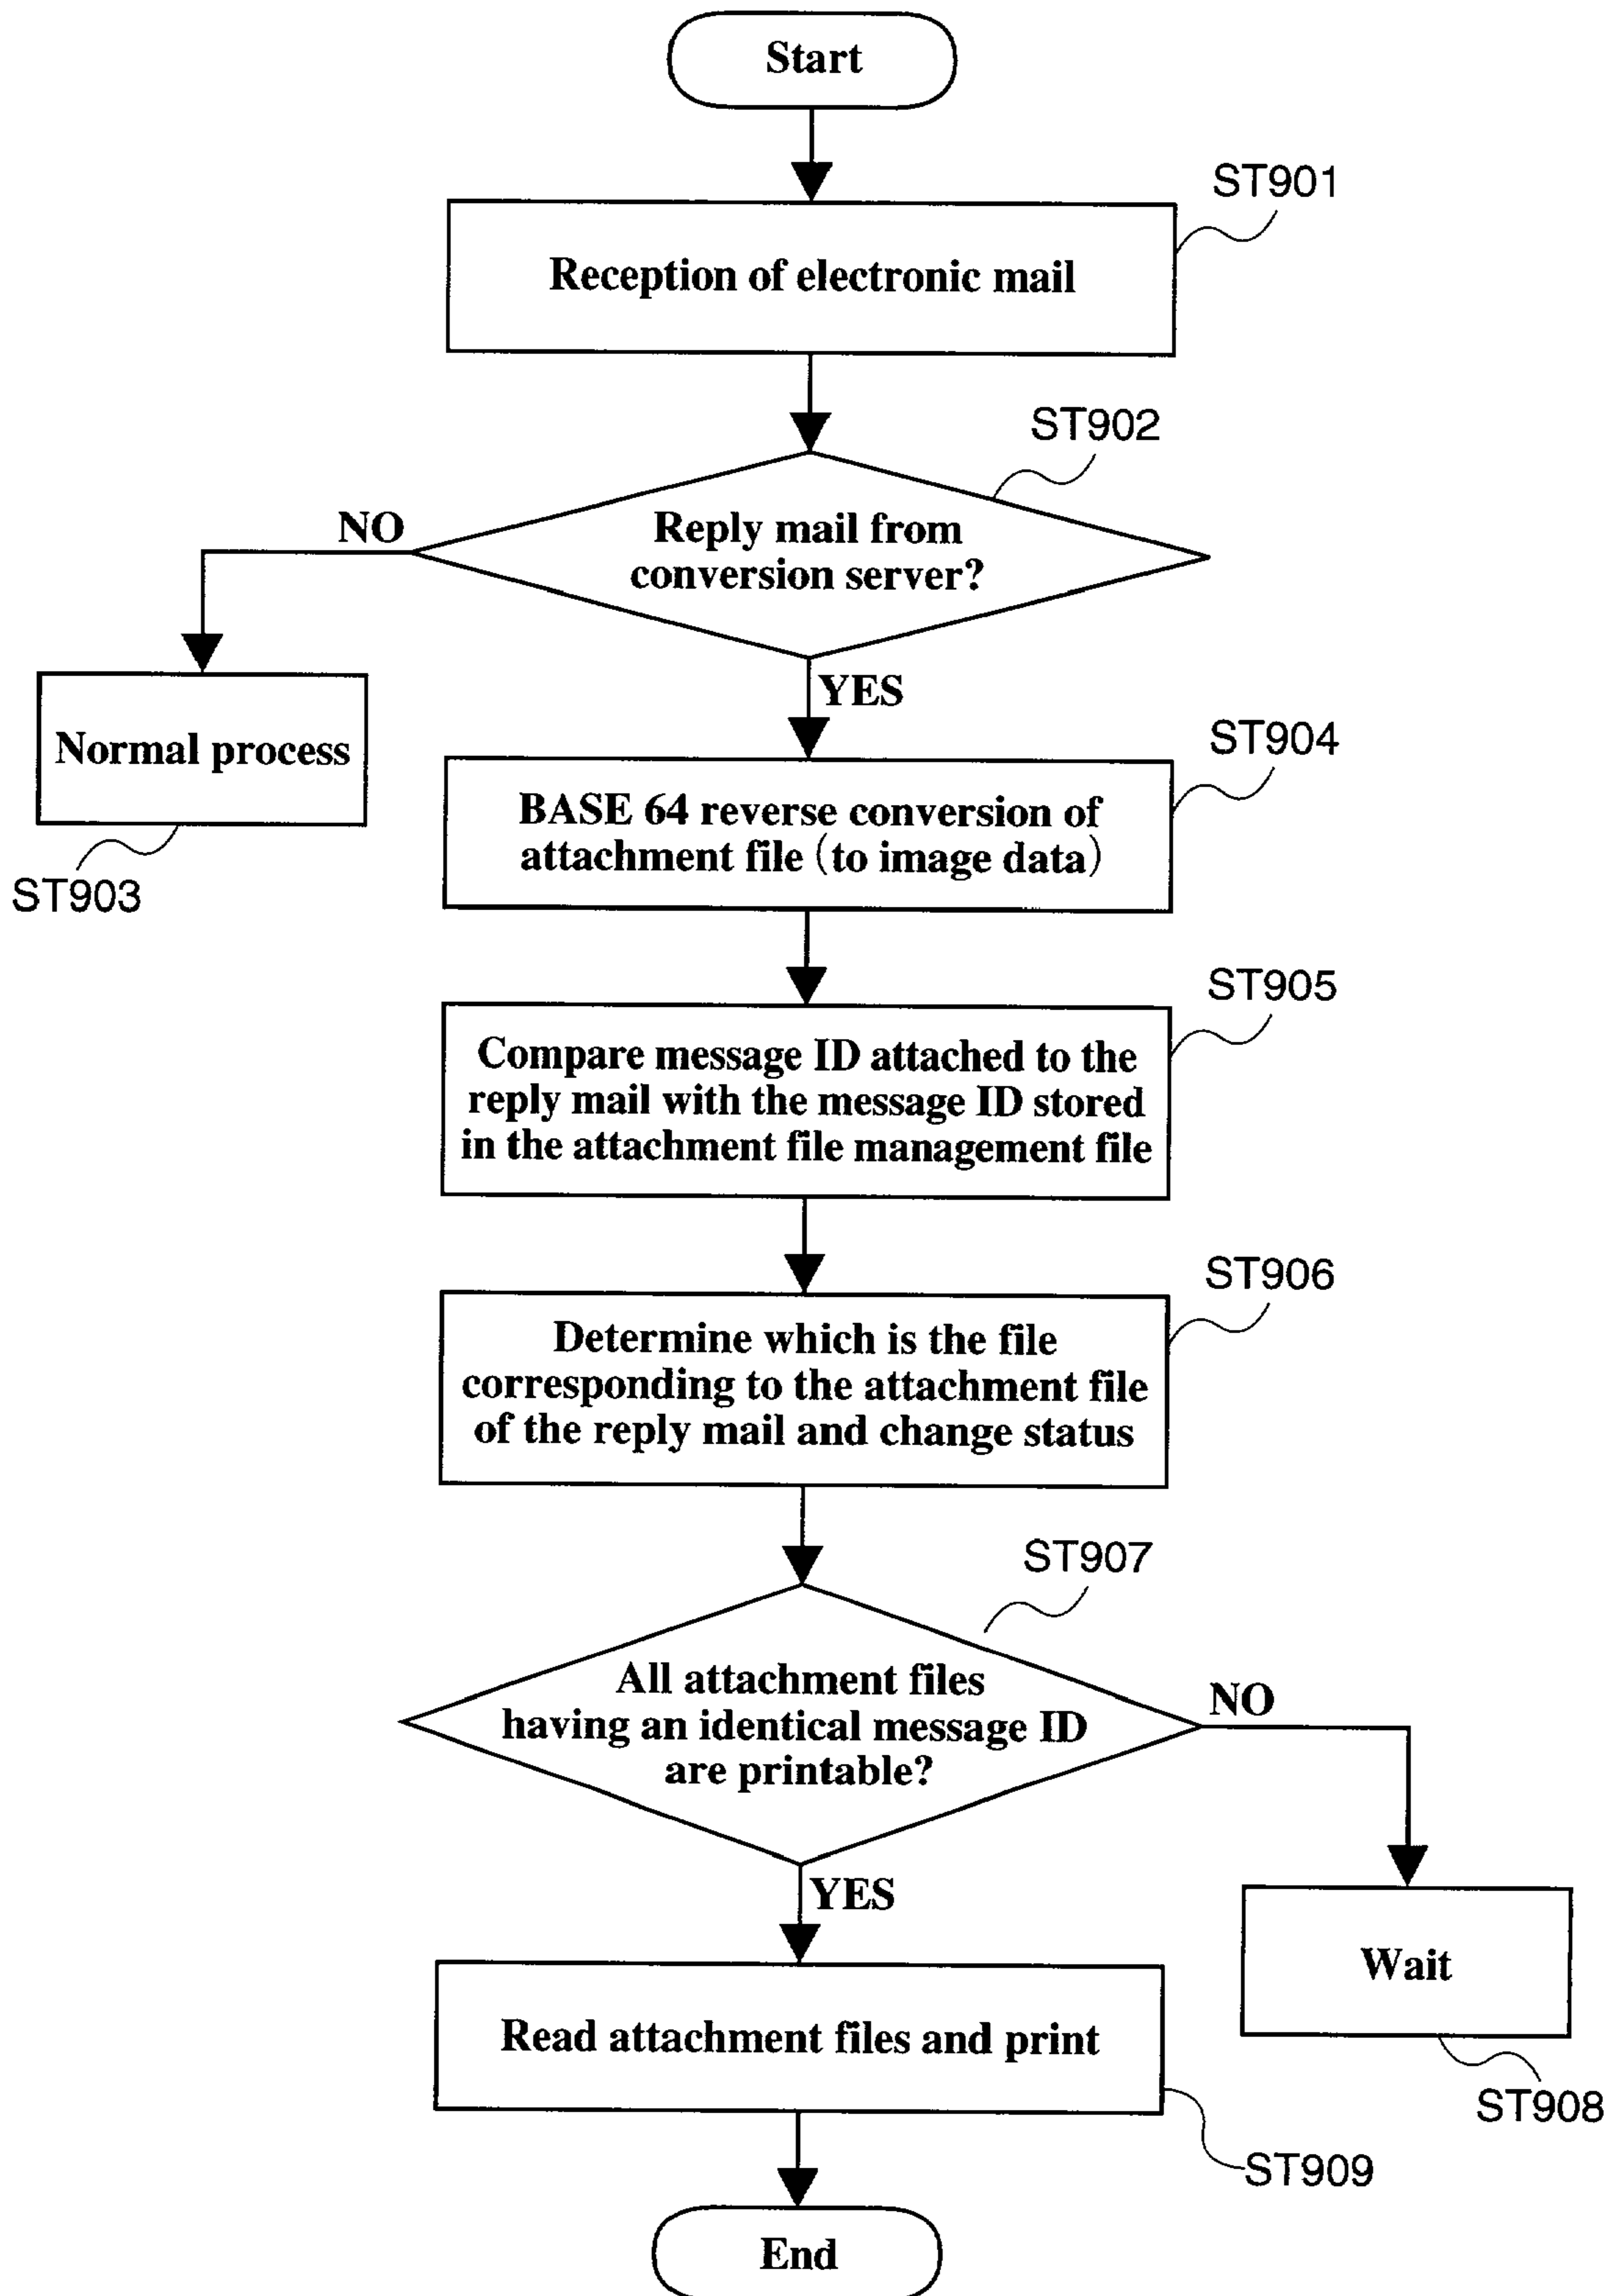 Start
ST901
Reception of electronic mail
ST902
NO
Reply mail from
conversion server?
YES
Normal process
ST903
ST904
BASE 64 reverse conversion of
attachment file (to image data)
ST905
Compare message ID attached to the
reply mail with the message ID stored
in the attachment file management file
ST906
Determine which is the file
corresponding to the attachment file
of the reply mail and change status
ST907
All attachment files
having an identical message ID
are printable?
NO
YES
Wait
ST908
Read attachment files and print
ST909
End